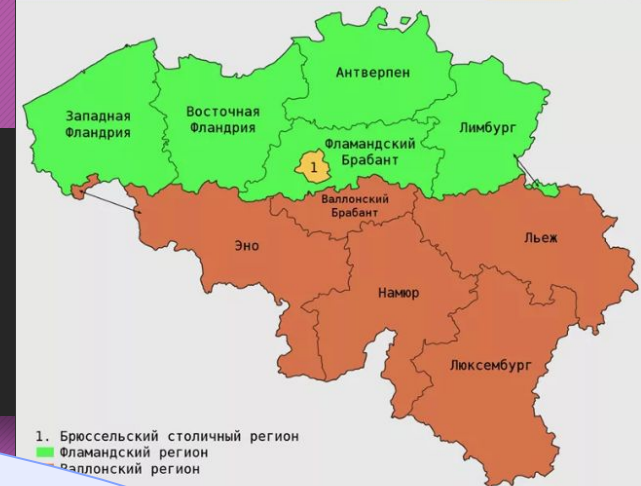 Антверпен
Западная
Фландрия
Восточная
Фландрия
Лимбург
Фламандский
Брабант
1
Валлонский
Брабант
Эно
Льеж
Намюр
Люксембург
1. Брюссельский столичный регион
Фламандский регион
Валлонский регион